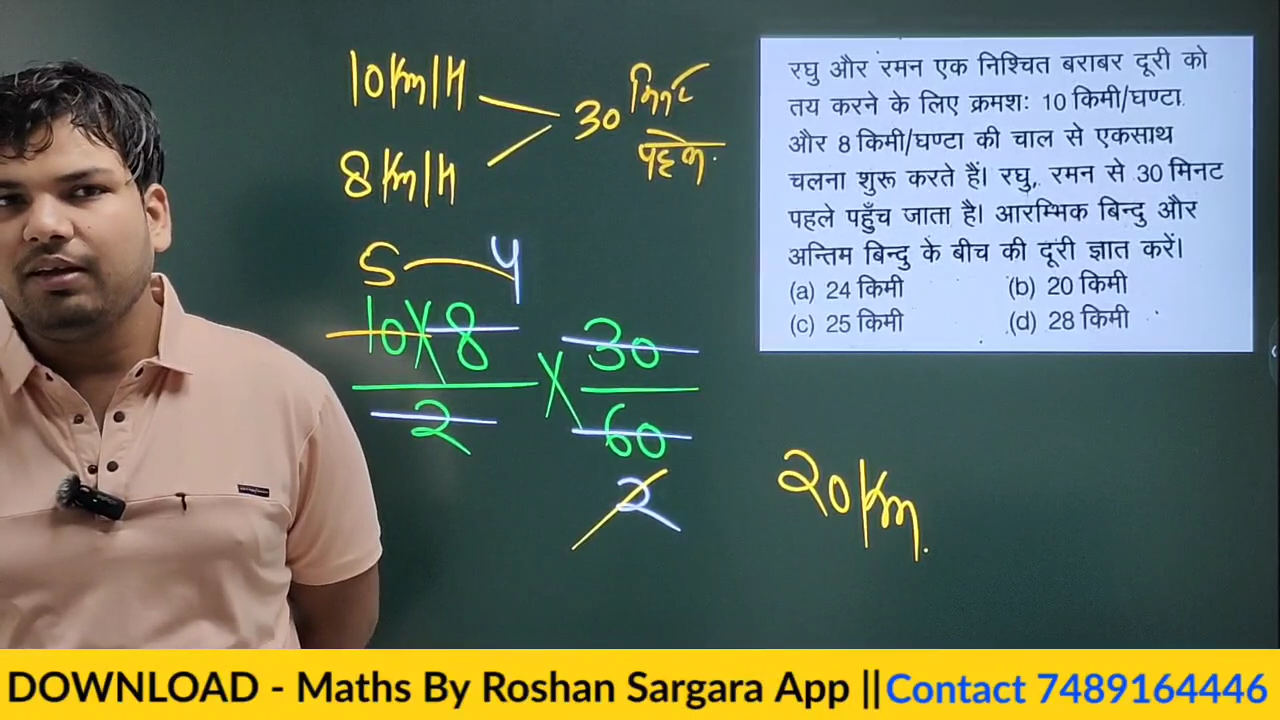 10Km/H
8Km/H
30 मिनट
पहले.
5 4
10X8 X 30
2 60
2
20Km.
रघु और रमन एक निश्चित बराबर दूरी को
तय करने के लिए क्रमशः 10 किमी/घण्टा
और 8 किमी/घण्टा की चाल से एकसाथ
चलना शुरू करते हैं। रघु, रमन से 30 मिनट
पहले पहुँच जाता है। आरम्भिक बिन्दु और
अन्तिम बिन्दु के बीच की दूरी ज्ञात करें।
(a) 24 किमी (b) 20 किमी
(c) 25 किमी (d) 28 किमी
DOWNLOAD - Maths By Roshan Sargara App || Contact 7489164446